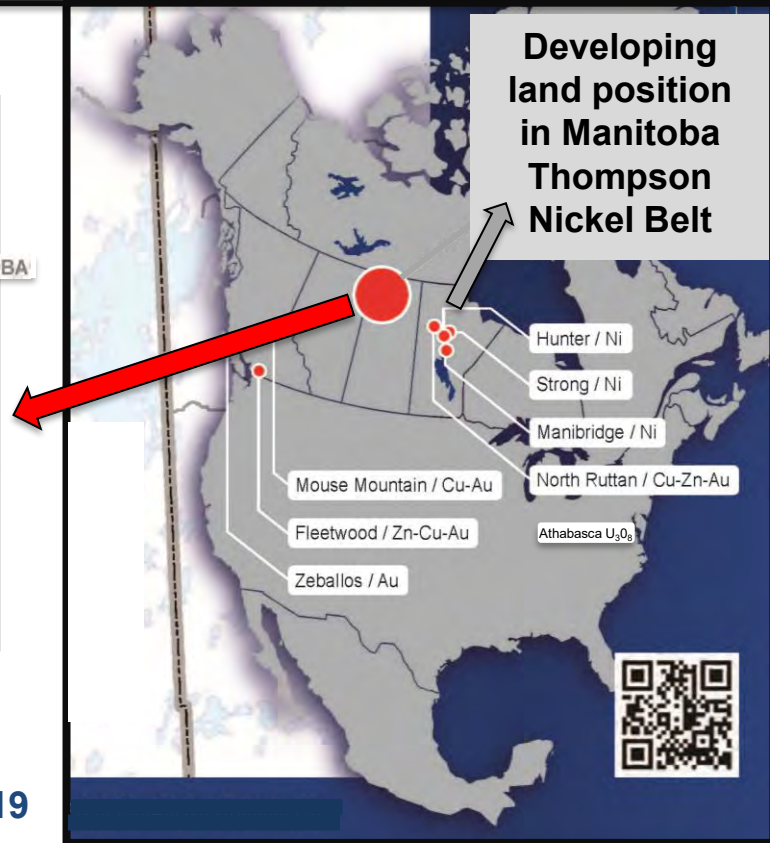 Developing
land position
in Manitoba
Thompson
Nickel Belt
BA
Hunter / Ni
Strong / Ni
Manibridge / Ni
Mouse Mountain / Cu-Au
North Ruttan / Cu-Zn-Au
Fleetwood / Zn-Cu-Au
Athabasca U₃0₈
Zeballos / Au
19